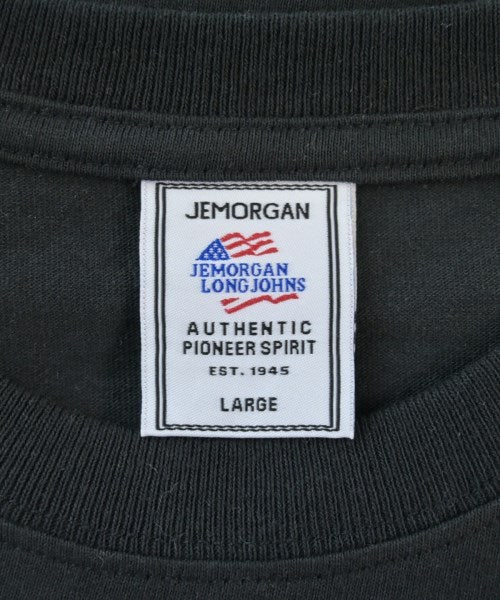 JEMORGAN
JEMORGAN
LONGJOHNS
AUTHENTIC
PIONEER SPIRIT
EST. 1945
LARGE